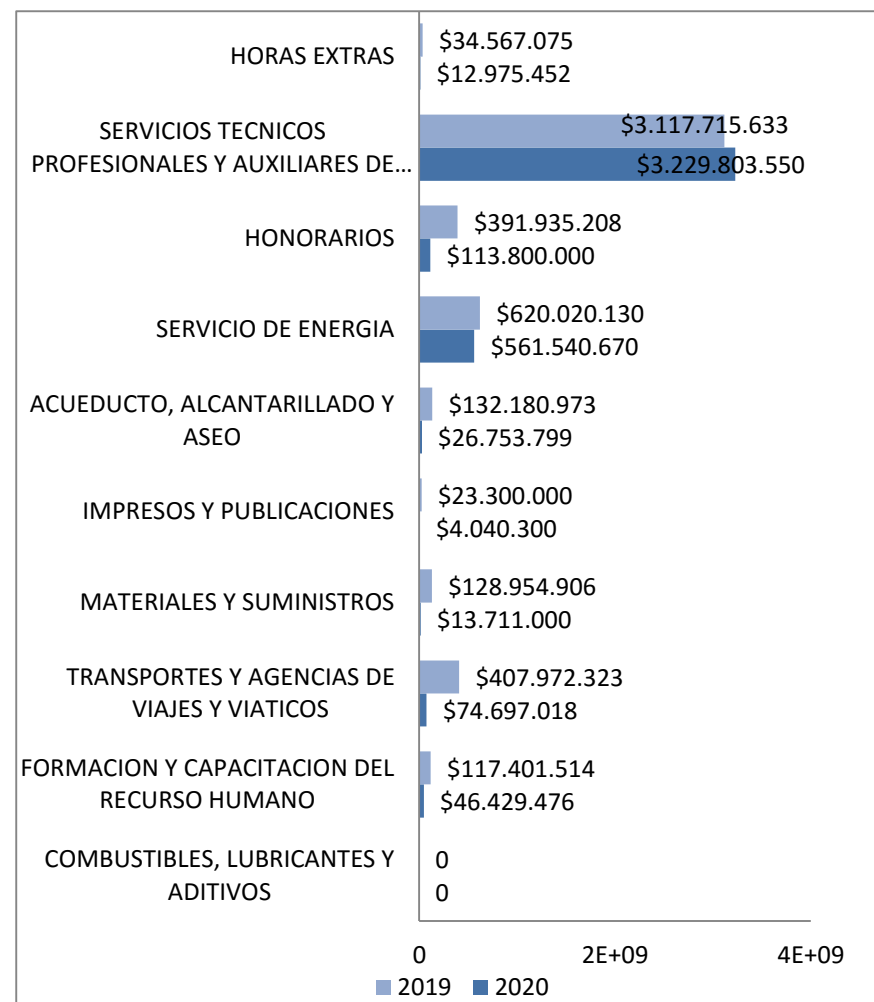 HORAS EXTRAS
$34.567.075
$12.975.452
SERVICIOS TECNICOS
PROFESIONALES Y AUXILIARES DE...
$3.117.715.633
$3.229.803.550
HONORARIOS
$391.935.208
$113.800.000
SERVICIO DE ENERGIA
$620.020.130
$561.540.670
ACUEDUCTO, ALCANTARILLADO Y
ASEO
$132.180.973
$26.753.799
IMPRESOS Y PUBLICACIONES
$23.300.000
$4.040.300
MATERIALES Y SUMINISTROS
$128.954.906
$13.711.000
TRANSPORTES Y AGENCIAS DE
VIAJES Y VIATICOS
$407.972.323
$74.697.018
FORMACION Y CAPACITACION DEL
RECURSO HUMANO
$117.401.514
$46.429.476
COMBUSTIBLES, LUBRICANTES Y
ADITIVOS
0
0
0 2E+09 4E+09
2019 2020